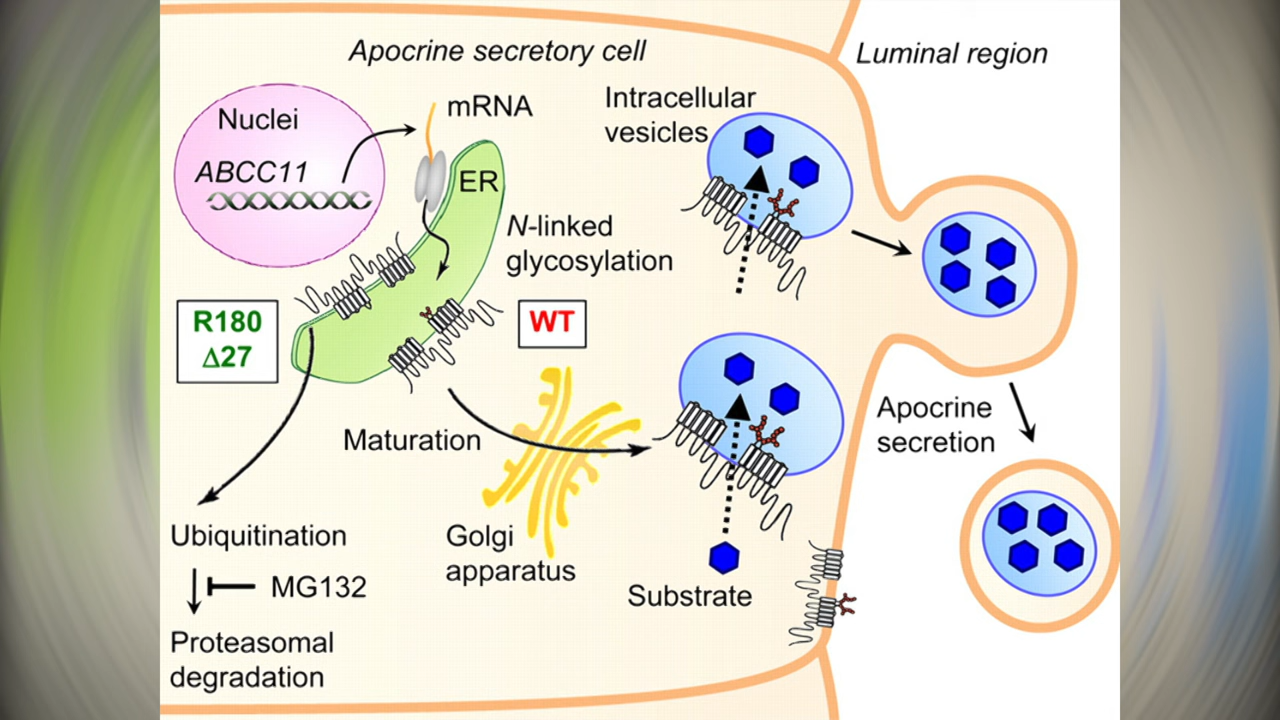 Apocrine secretory cell
Luminal region
Nuclei
ABCC11
mRNA
ER
Intracellular
vesicles
N-linked
glycosylation
R180
Δ27
WT
Maturation
Golgi
apparatus
Substrate
Apocrine
secretion
Ubiquitination
MG132
Proteasomal
degradation